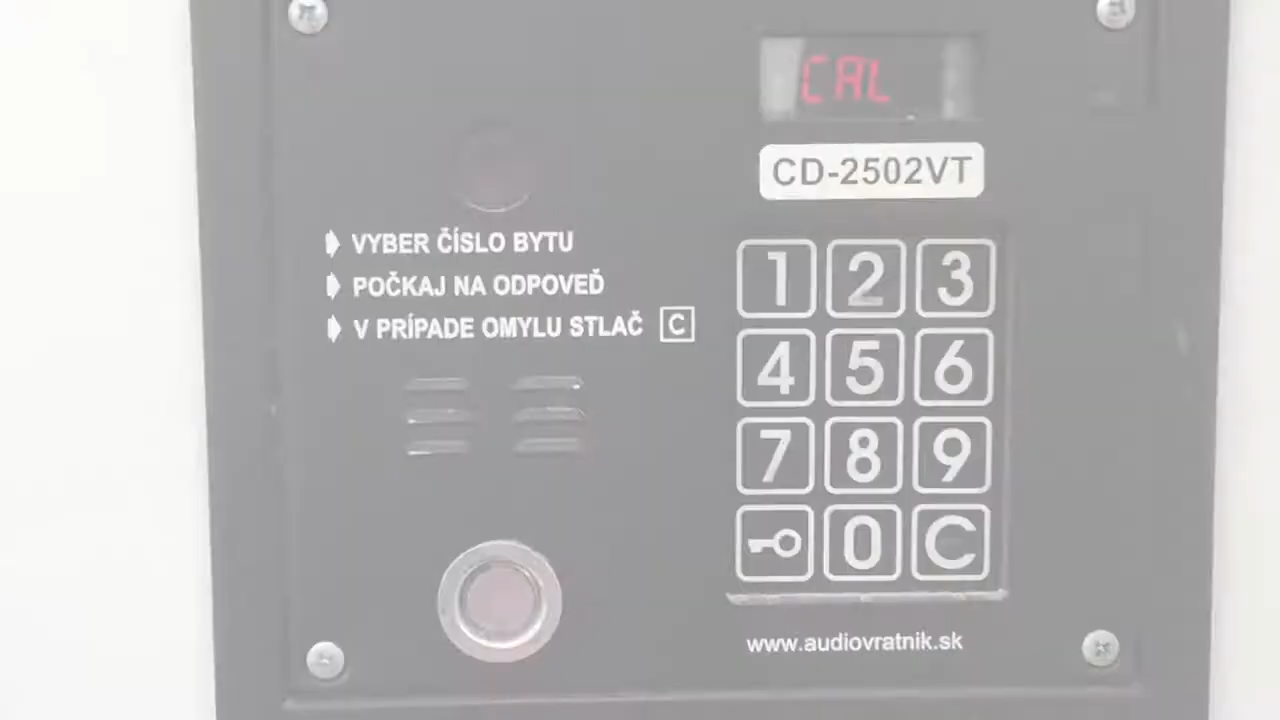 CAL
CD-2502VT
VYBER ČÍSLO BYTU
POČKAJ NA ODPOVEĎ
V PRÍPADE OMYLU STLAČ C
1 2 3
4 5 6
7 8 9
0 C
www.audiovratnik.sk